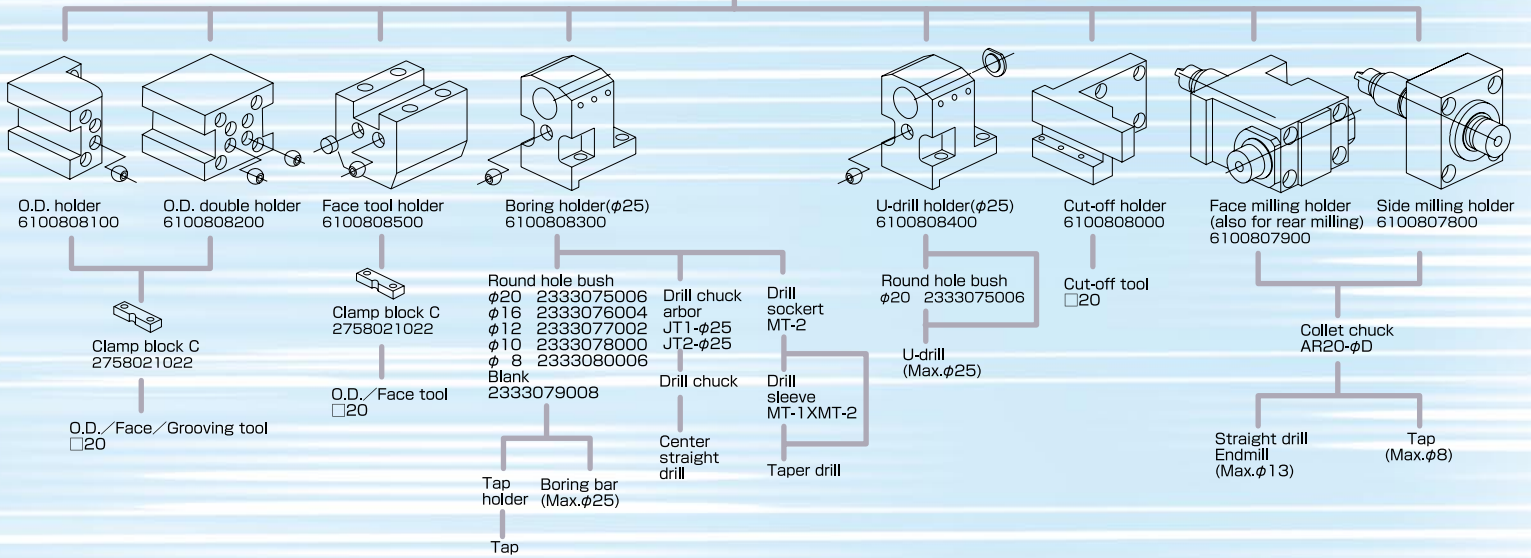 O.D. holder
6100808100
O.D. double holder
6100808200
Face tool holder
6100808500
Boring holder(φ25)
6100808300
U-drill holder(φ25)
6100808400
Cut-off holder
6100808000
Face milling holder
(also for rear milling)
6100807900
Side milling holder
6100807800
Clamp block C
2758021022
O.D.／Face／Grooving tool
□20
Clamp block C
2758021022
O.D.／Face tool
□20
Round hole bush
φ20 2333075006
φ16 2333076004
φ12 2333077002
φ10 2333078000
φ 8 2333080006
Blank
2333079008
Tap
holder
Tap
Boring bar
(Max.φ25)
Drill chuck
arbor
JT1-φ25
JT2-φ25
Drill chuck
Center
straight
drill
Drill
sockert
MT-2
Drill
sleeve
MT-1XMT-2
Taper drill
Round hole bush
φ20 2333075006
U-drill
(Max.φ25)
Cut-off tool
□20
Collet chuck
AR20-φD
Straight drill
Endmill
(Max.φ13)
Tap
(Max.φ8)